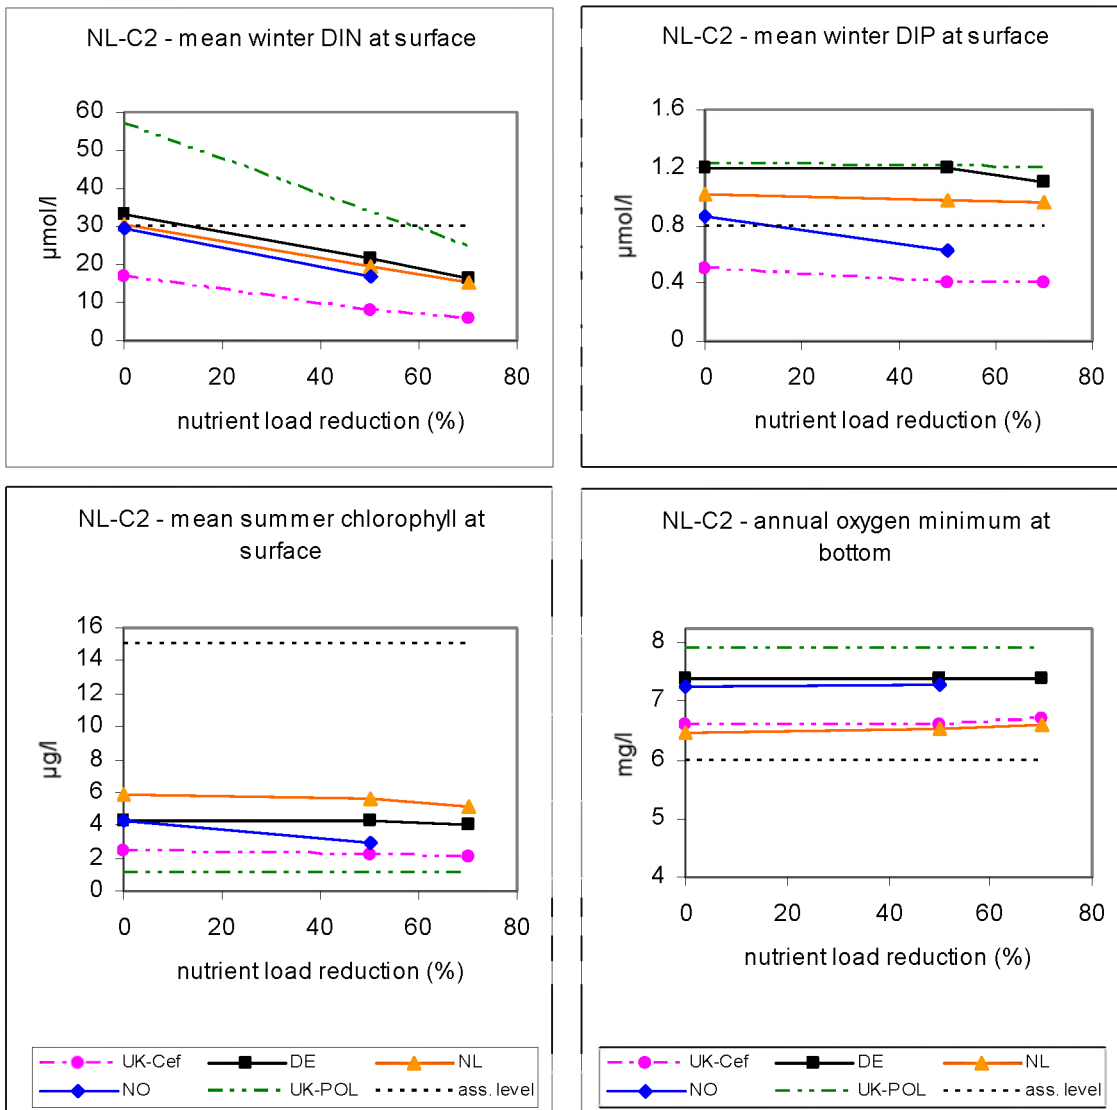 NL-C2 - mean winter DIN at surface
60
50
40
30
20
10
0
µmol/l
0 20 40 60 80
nutrient load reduction (%)
NL-C2 - mean winter DIP at surface
1.6
1.2
0.8
0.4
0
µmol/l
0 20 40 60 80
nutrient load reduction (%)
NL-C2 - mean summer chlorophyll at
surface
16
14
12
10
8
6
4
2
0
µg/l
0 20 40 60 80
nutrient load reduction (%)
UK-Cef DE NL
NO UK-POL ass. level
NL-C2 - annual oxygen minimum at
bottom
8
7
6
5
4
mg/l
0 20 40 60 80
nutrient load reduction (%)
UK-Cef DE NL
NO UK-POL ass. level